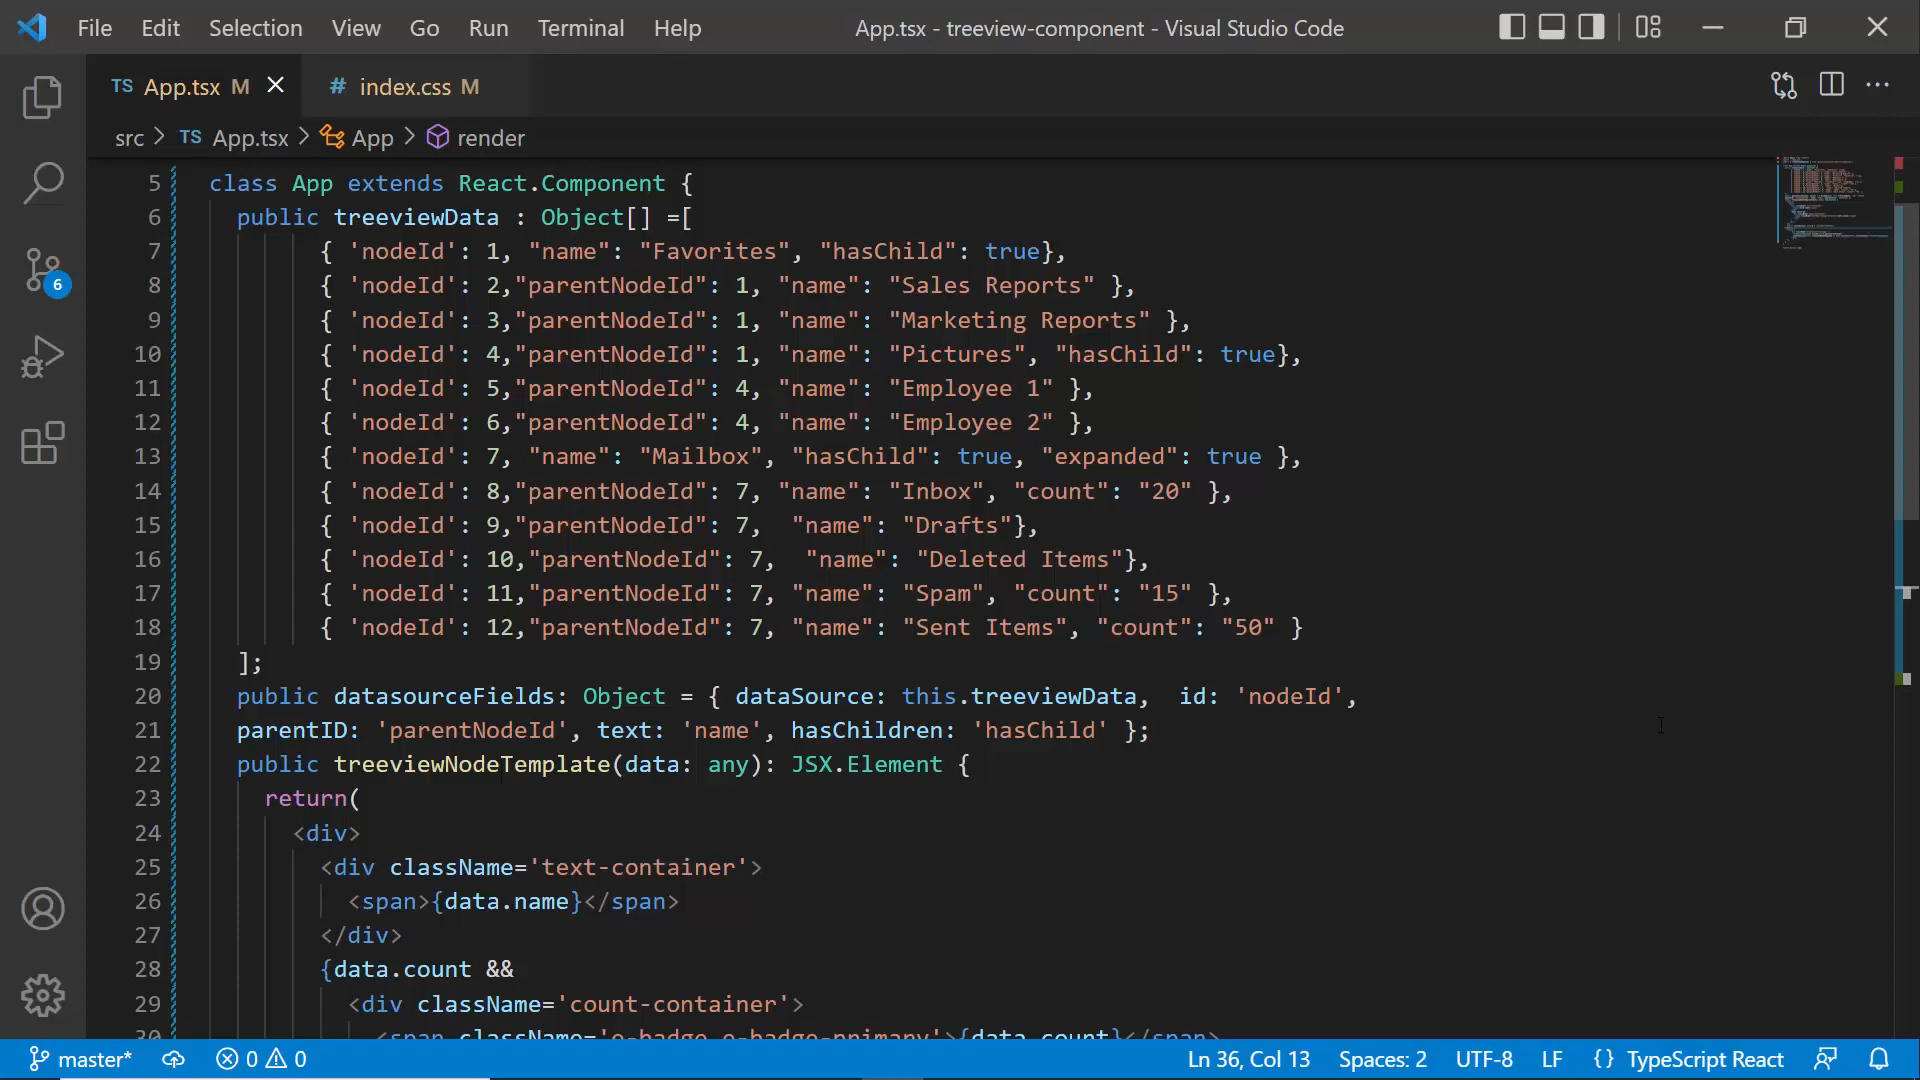 File Edit Selection View Go Run Terminal Help App.tsx - treeview-component - Visual Studio Code
TS App.tsx M # index.css M
src > TS App.tsx > App > render
5 class App extends React.Component {
6 public treeviewData : Object[] =[
7 { 'nodeId': 1, "name": "Favorites", "hasChild": true},
8 { 'nodeId': 2,"parentNodeId": 1, "name": "Sales Reports" },
9 { 'nodeId': 3,"parentNodeId": 1, "name": "Marketing Reports" },
10 { 'nodeId': 4,"parentNodeId": 1, "name": "Pictures", "hasChild": true},
11 { 'nodeId': 5,"parentNodeId": 4, "name": "Employee 1" },
12 { 'nodeId': 6,"parentNodeId": 4, "name": "Employee 2" },
13 { 'nodeId': 7, "name": "Mailbox", "hasChild": true, "expanded": true },
14 { 'nodeId': 8,"parentNodeId": 7, "name": "Inbox", "count": "20" },
15 { 'nodeId': 9,"parentNodeId": 7,  "name": "Drafts"},
16 { 'nodeId': 10,"parentNodeId": 7,  "name": "Deleted Items"},
17 { 'nodeId': 11,"parentNodeId": 7, "name": "Spam", "count": "15" },
18 { 'nodeId': 12,"parentNodeId": 7, "name": "Sent Items", "count": "50" }
19 ];
20 public datasourceFields: Object = { dataSource: this.treeviewData,  id: 'nodeId',
21 parentID: 'parentNodeId', text: 'name', hasChildren: 'hasChild' };
22 public treeviewNodeTemplate(data: any): JSX.Element {
23 return(
24 <div>
25 <div className='text-container'>
26 <span>{data.name}</span>
27 </div>
28 {data.count &&
29 <div className='count-container'>
30 <span className='e-badge e-badge-primary'>{data.count}</span>
6
master* 0 0 Ln 36, Col 13 Spaces: 2 UTF-8 LF {} TypeScript React